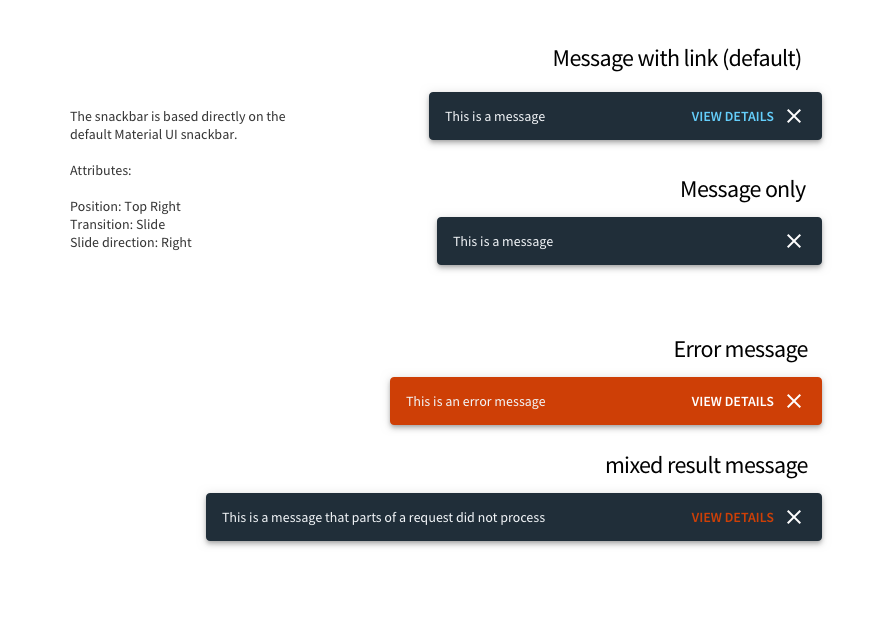 Message with link (default)
The snackbar is based directly on the
default Material UI snackbar.
Attributes:
Position: Top Right
Transition: Slide
Slide direction: Right
This is a message VIEW DETAILS
Message only
This is a message
Error message
This is an error message VIEW DETAILS
mixed result message
This is a message that parts of a request did not process VIEW DETAILS